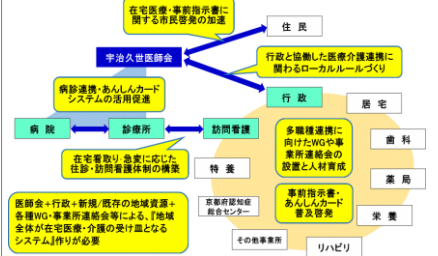 在宅医療・事前指示書に
関する市民啓発の加速
住 民
宇治久世医師会
行政と協働した医療介護連携に
関わるローカルルールづくり
病診連携・あんしんカード
システムの活用促進
行 政
居 宅
病 院
診療所
訪問看護
多職種連携に
向けたWGや事
業所連絡会の
設置と人材育成
歯 科
在宅看取り・急変に応じた
往診・訪問看護体制の構築
特 養
薬 局
医師会+行政+新規/既存の地域資源+
各種WG・事業所連絡会等による、『地域
全体が在宅医療・介護の受け皿となる
システム』作りが必要
京都府認知症
総合センター
事前指示書・
あんしんカード
普及啓発
栄 養
その他事業所
リハビリ